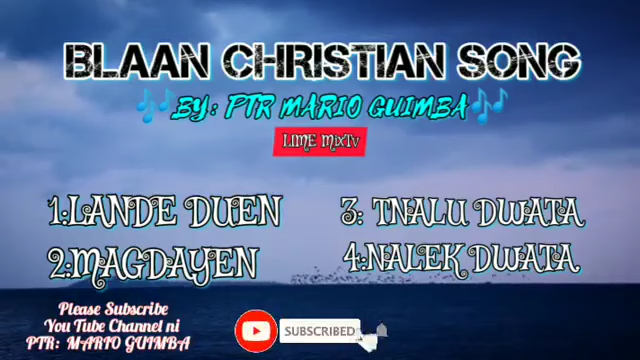 BLAAN CHRISTIAN SONG
BY: PTR MARIO GUIMBA
LIME MixTv
1:LANDE DUEN
2:MAGDAYEN
3: TNALU DWATA
4:NALEK DWATA
Please Subscribe
You Tube Channel ni
PTR: MARIO GUIMBA
SUBSCRIBED